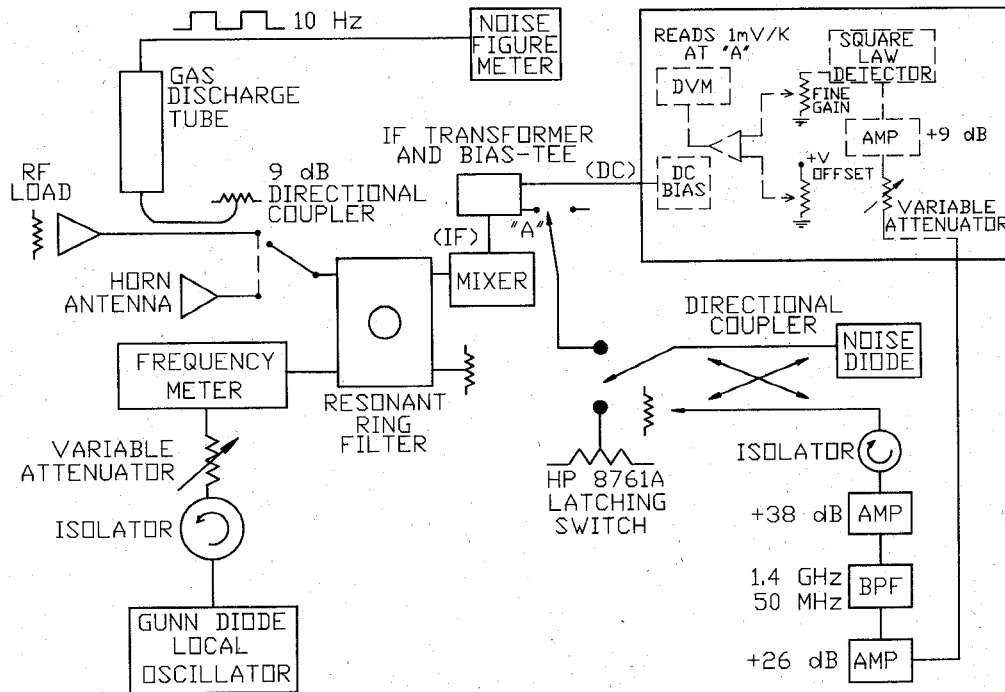 10 Hz
NOISE
FIGURE
METER
GAS
DISCHARGE
TUBE
READS 1mV/K
AT "A"
SQUARE
LAW
DETECTOR
DVM
FINE
GAIN
AMP
+9 dB
IF TRANSFORMER
AND BIAS-TEE
(DC)
DC
BIAS
+V
OFFSET
VARIABLE
ATTENUATOR
RF
LOAD
9 dB
DIRECTIONAL
COUPLER
"A"
(IF)
MIXER
HORN
ANTENNA
DIRECTIONAL
COUPLER
NOISE
DIODE
FREQUENCY
METER
RESONANT
RING
FILTER
VARIABLE
ATTENUATOR
ISOLATOR
HP 8761A
LATCHING
SWITCH
ISOLATOR
+38 dB
AMP
1.4 GHz
50 MHz
BPF
+26 dB
AMP
GUNN DIODE
LOCAL
OSCILLATOR